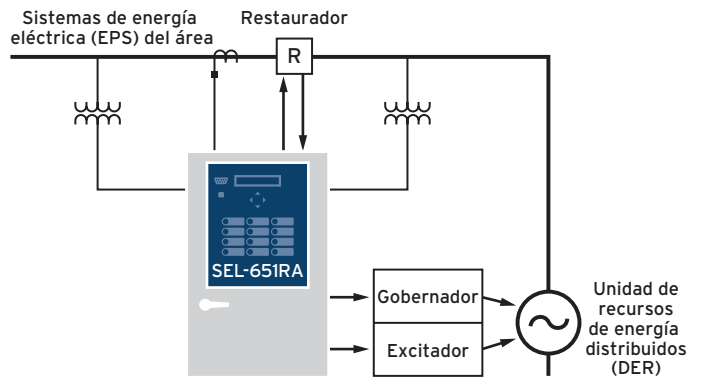 Sistemas de energía
eléctrica (EPS) del área
Restaurador
R
SEL-651RA
Gobernador
Excitador
Unidad de
recursos
de energía
distribuidos
(DER)